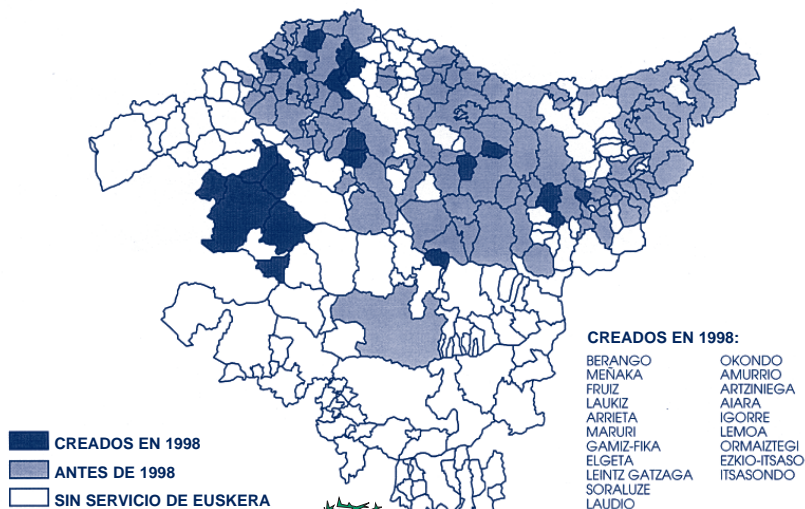 CREADOS EN 1998:
BERANGO
MEÑAKA
FRUIZ
LAUKIZ
ARRIETA
MARURI
GAMIZ-FIKA
ELGETA
LEINTZ GATZAGA
SORALUZE
LAUDIO
OKONDO
AMURRIO
ARTZINIEGA
AIARA
IGORRE
LEMOA
ORMAIZTEGI
EZKIO-ITSASO
ITSASONDO
CREADOS EN 1998
ANTES DE 1998
SIN SERVICIO DE EUSKERA